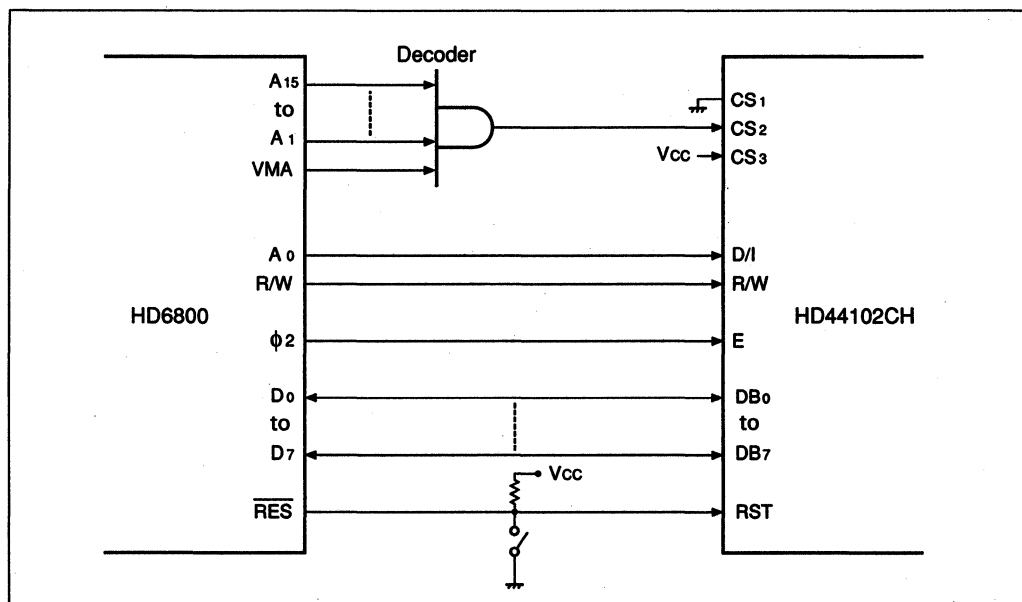 Decoder
A15
to
A1
VMA
CS1
CS2
Vcc
CS3
A0
R/W
D/I
R/W
HD6800
HD44102CH
φ2
E
D0
to
D7
DB0
to
DB7
Vcc
RES
RST